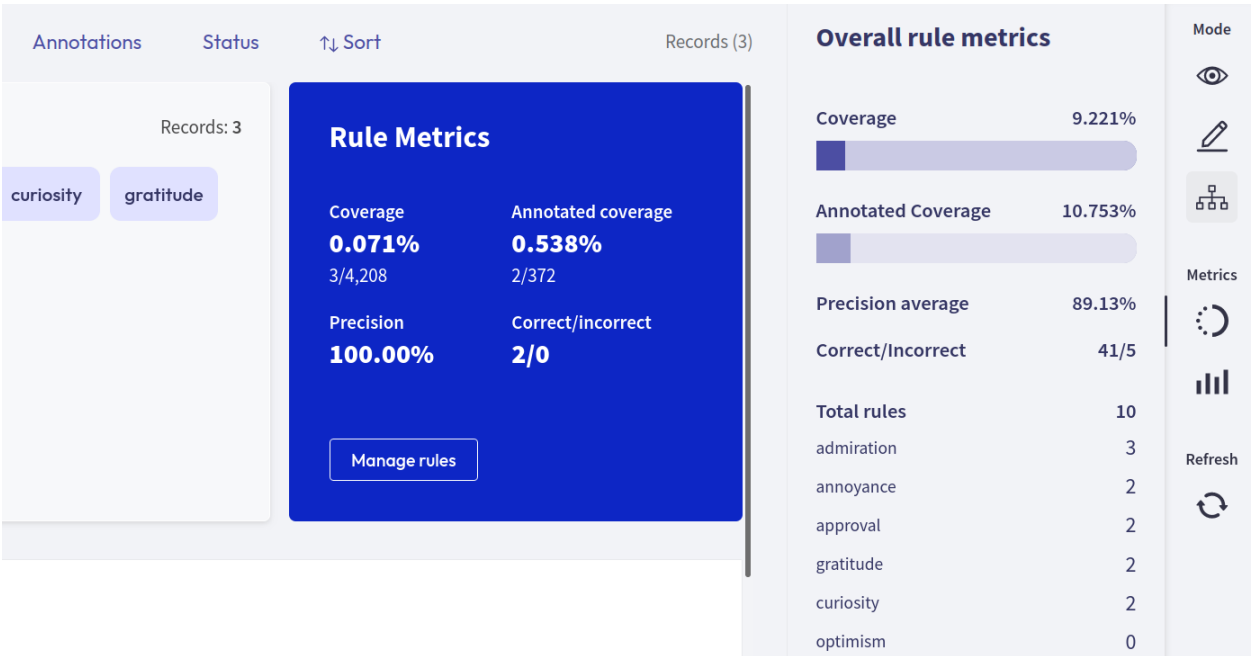 Annotations Status ↑↓ Sort Records (3)
Records: 3
curiosity gratitude
Rule Metrics
Coverage Annotated coverage
0.071% 0.538%
3/4,208 2/372
Precision Correct/incorrect
100.00% 2/0
Manage rules
Overall rule metrics
Coverage 9.221%
Annotated Coverage 10.753%
Precision average 89.13%
Correct/Incorrect 41/5
Total rules 10
admiration 3
annoyance 2
approval 2
gratitude 2
curiosity 2
optimism 0
Mode
Metrics
Refresh